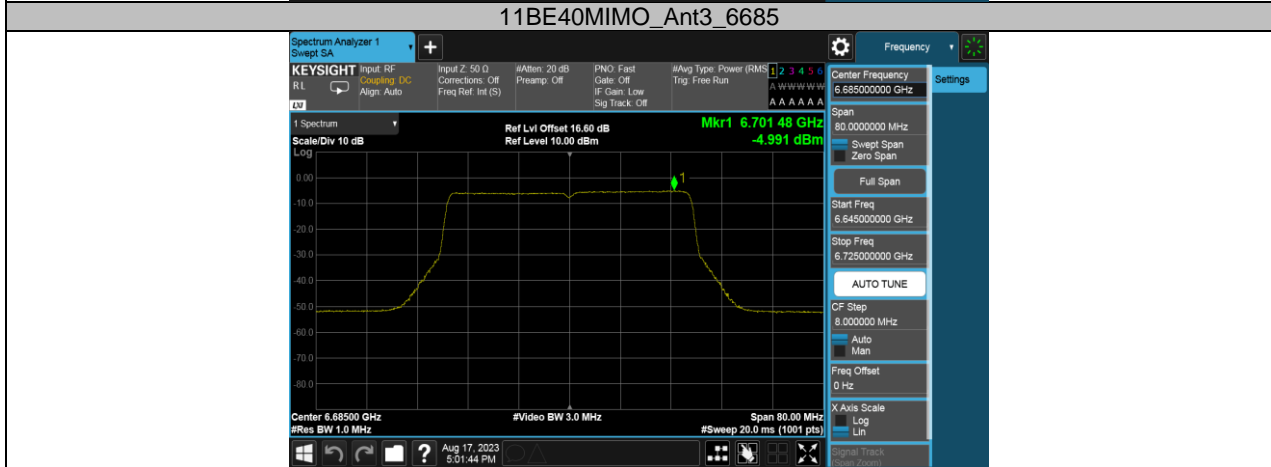 11BE40MIMO_Ant3_6685
Spectrum Analyzer 1
Swept SA
Frequency
KEYSIGHT
RL
LXI
Input: RF
Coupling: DC
Align: Auto
Input Z: 50 Ω
Corrections: Off
Freq Ref: Int (S)
#Atten: 20 dB
Preamp: Off
PNO: Fast
Gate: Off
IF Gain: Low
Sig Track: Off
#Avg Type: Power (RMS
Trig: Free Run
1 2 3 4 5 6
A W W W W W
A A A A A A
Center Frequency
6.685000000 GHz
Settings
Span
80.0000000 MHz
Swept Span
Zero Span
Full Span
Start Freq
6.645000000 GHz
Stop Freq
6.725000000 GHz
AUTO TUNE
CF Step
8.000000 MHz
Auto
Man
Freq Offset
0 Hz
X Axis Scale
Log
Lin
Signal Track
(Span Zoom)
1 Spectrum
Scale/Div 10 dB
Log
Ref Lvl Offset 16.60 dB
Ref Level 10.00 dBm
Mkr1 6.701 48 GHz
-4.991 dBm
1
0.00
-10.0
-20.0
-30.0
-40.0
-50.0
-60.0
-70.0
-80.0
Center 6.68500 GHz
#Res BW 1.0 MHz
#Video BW 3.0 MHz
Span 80.00 MHz
#Sweep 20.0 ms (1001 pts)
?
Aug 17, 2023
5:01:44 PM